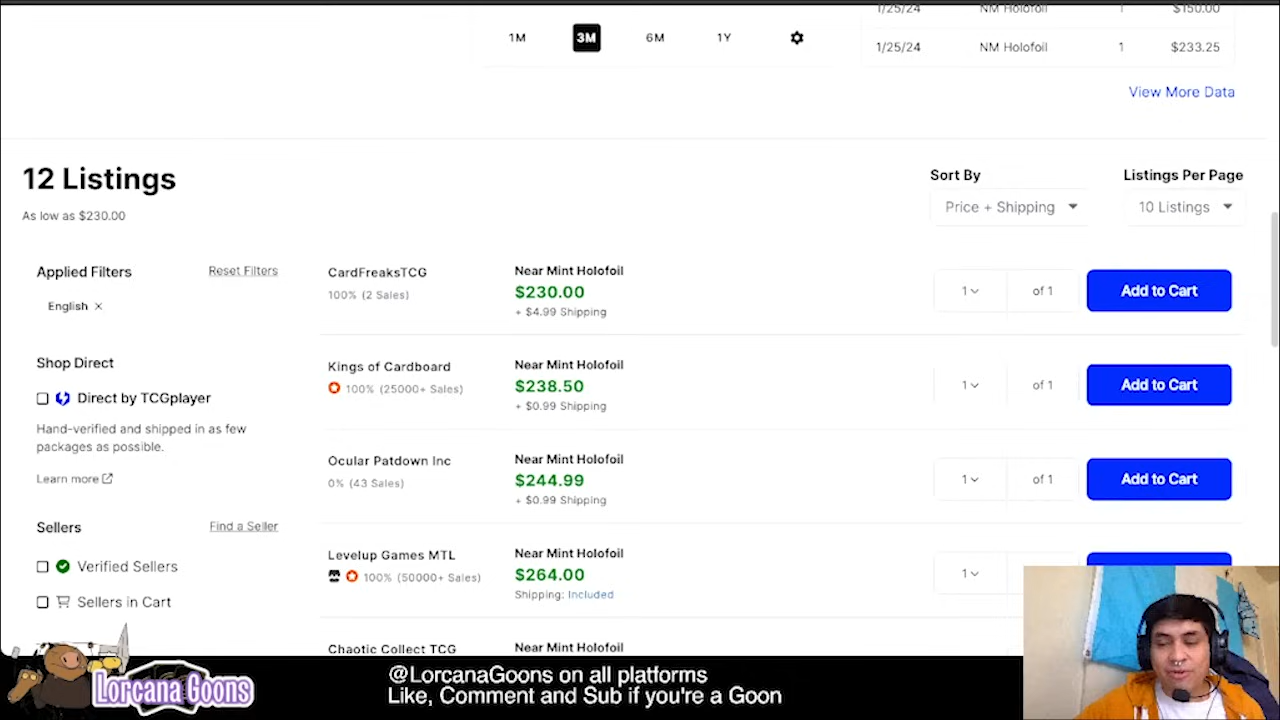 1M 3M 6M 1Y
1/25/24 NM Holofoil 1 $150.00
1/25/24 NM Holofoil 1 $233.25
View More Data
12 Listings
As low as $230.00
Sort By
Price + Shipping
Listings Per Page
10 Listings
Applied Filters Reset Filters
English ×
Shop Direct
Direct by TCGplayer
Hand-verified and shipped in as few
packages as possible.
Learn more
Sellers Find a Seller
Verified Sellers
Sellers in Cart
CardFreaksTCG
100% (2 Sales)
Near Mint Holofoil
$230.00
+ $4.99 Shipping
1 of 1 Add to Cart
Kings of Cardboard
100% (25000+ Sales)
Near Mint Holofoil
$238.50
+ $0.99 Shipping
1 of 1 Add to Cart
Ocular Patdown Inc
0% (43 Sales)
Near Mint Holofoil
$244.99
+ $0.99 Shipping
1 of 1 Add to Cart
Levelup Games MTL
100% (50000+ Sales)
Near Mint Holofoil
$264.00
Shipping: Included
1
Chaotic Collect TCG
Near Mint Holofoil
Lorcana Goons
@LorcanaGoons on all platforms
Like, Comment and Sub if you're a Goon